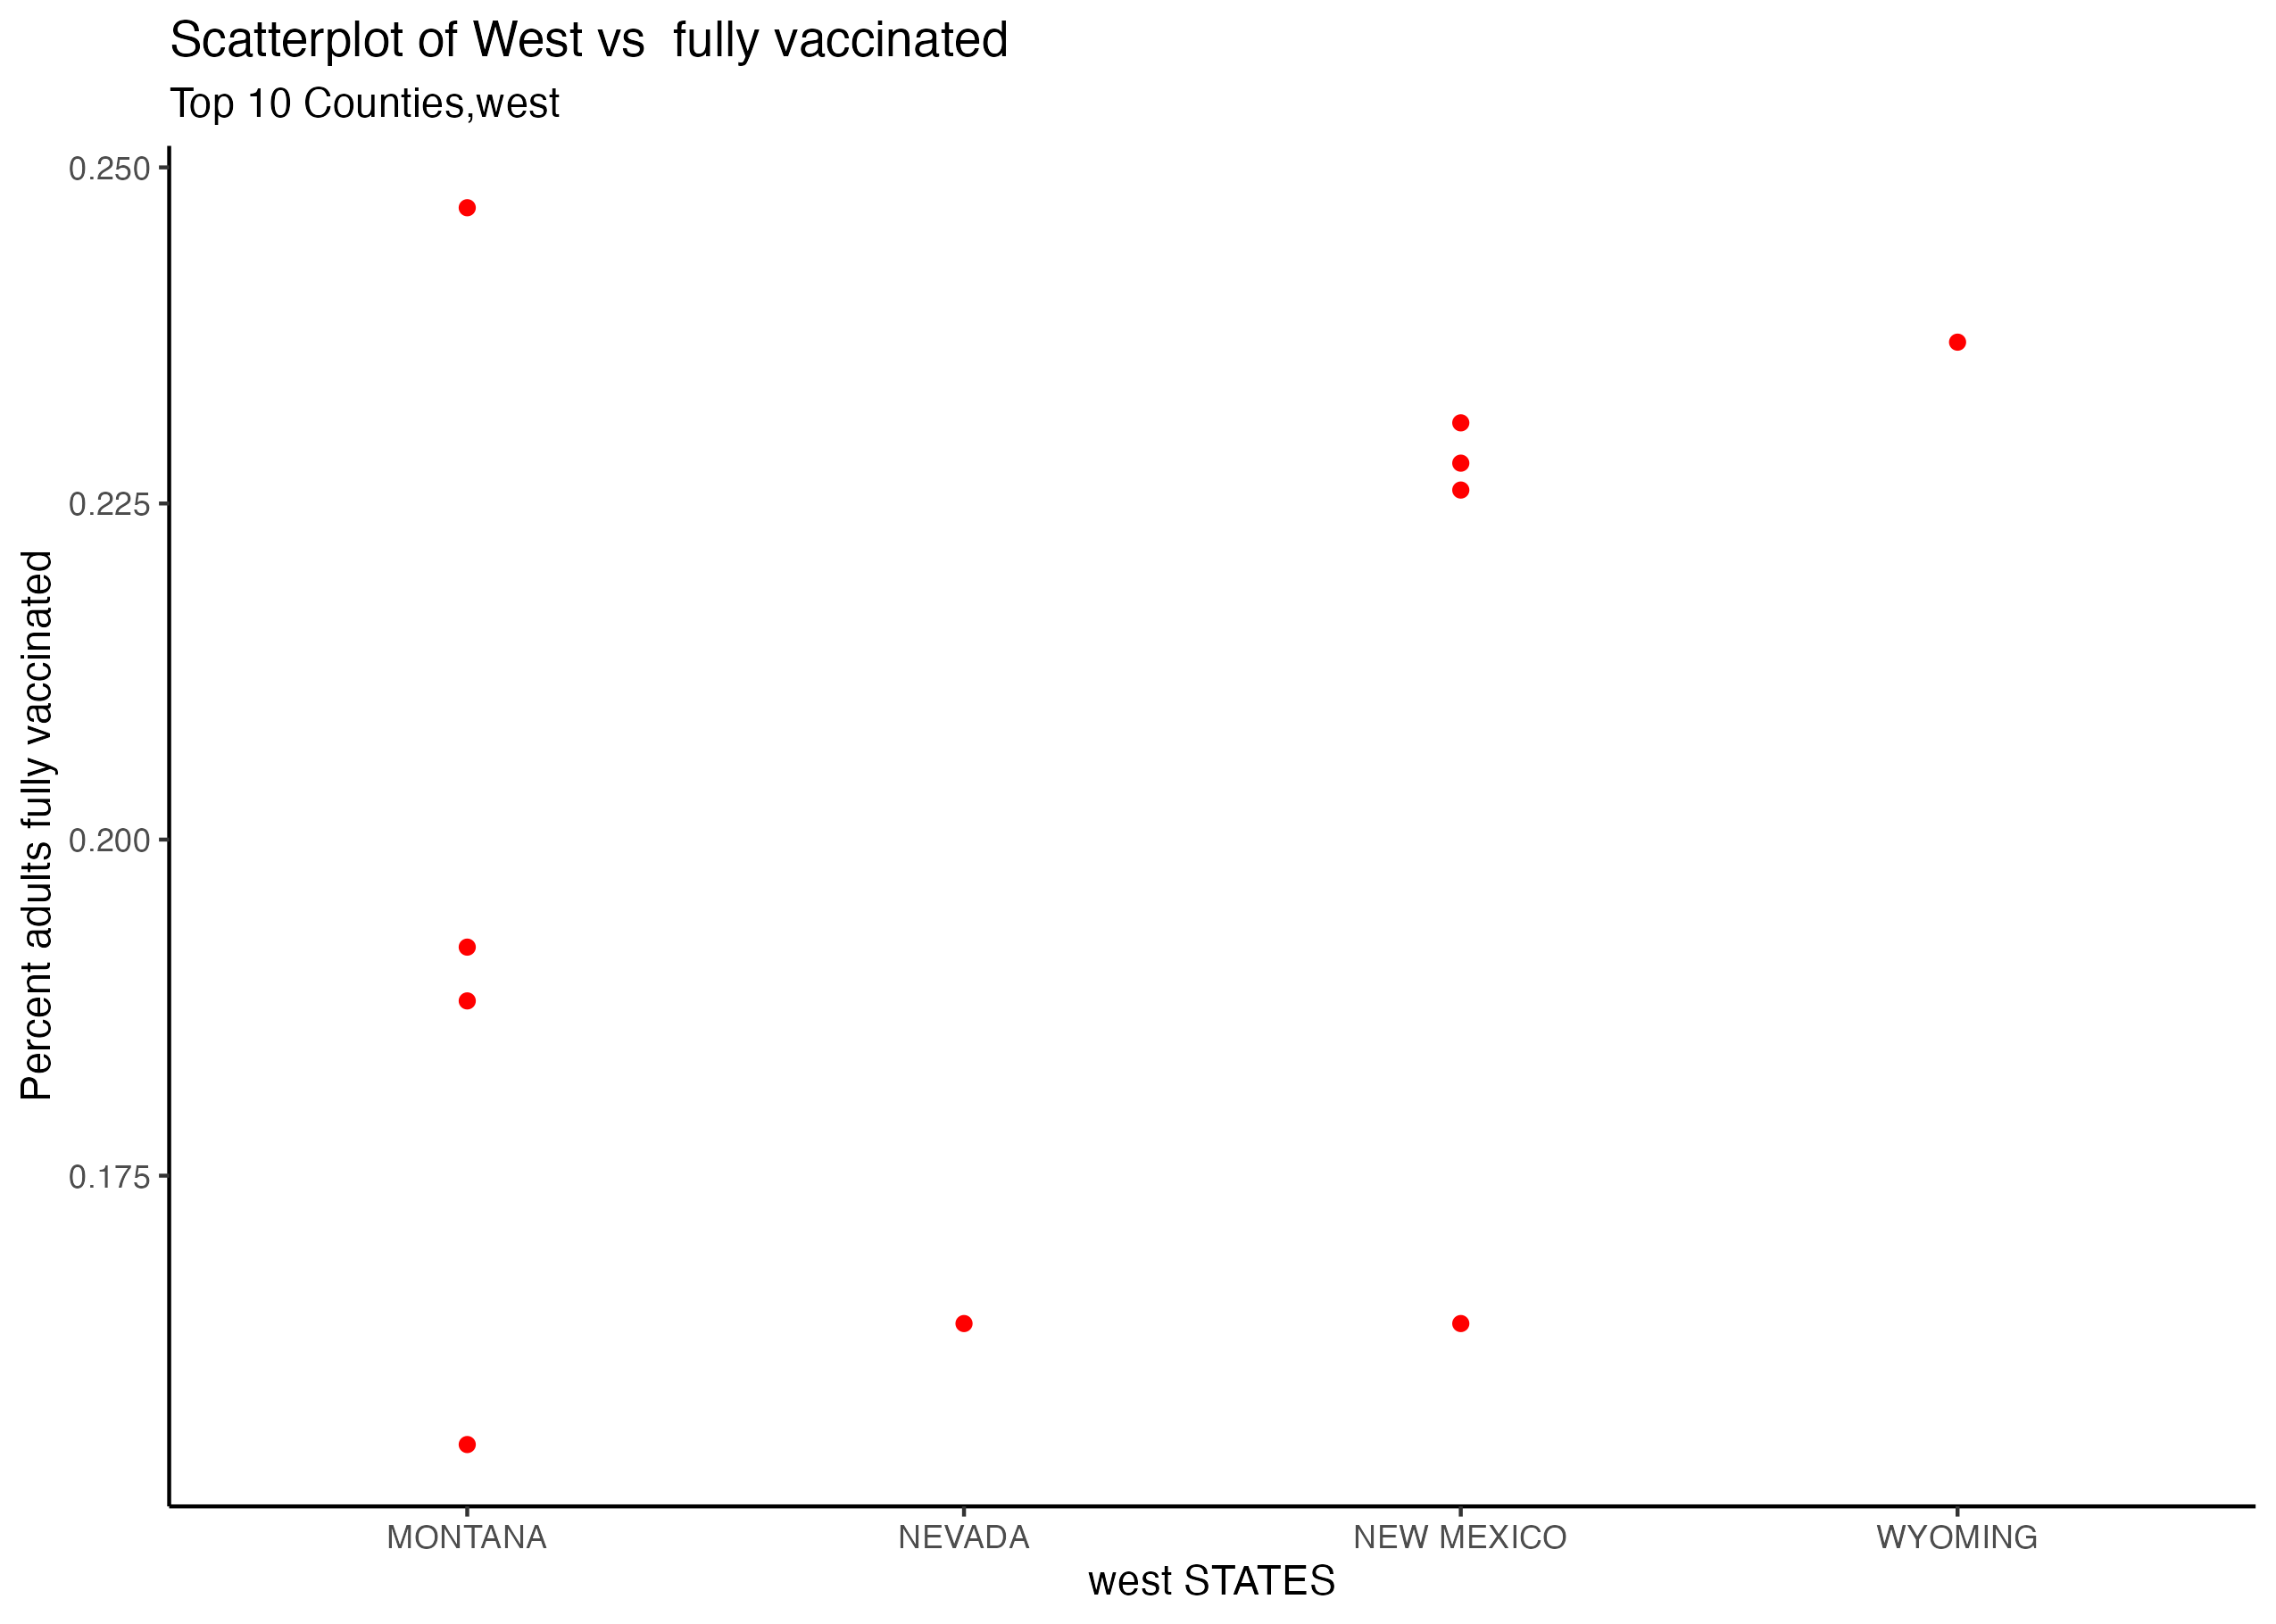 Scatterplot of West vs  fully vaccinated
Top 10 Counties,west
Percent adults fully vaccinated
0.250
0.225
0.200
0.175
MONTANA NEVADA NEW MEXICO WYOMING
west STATES